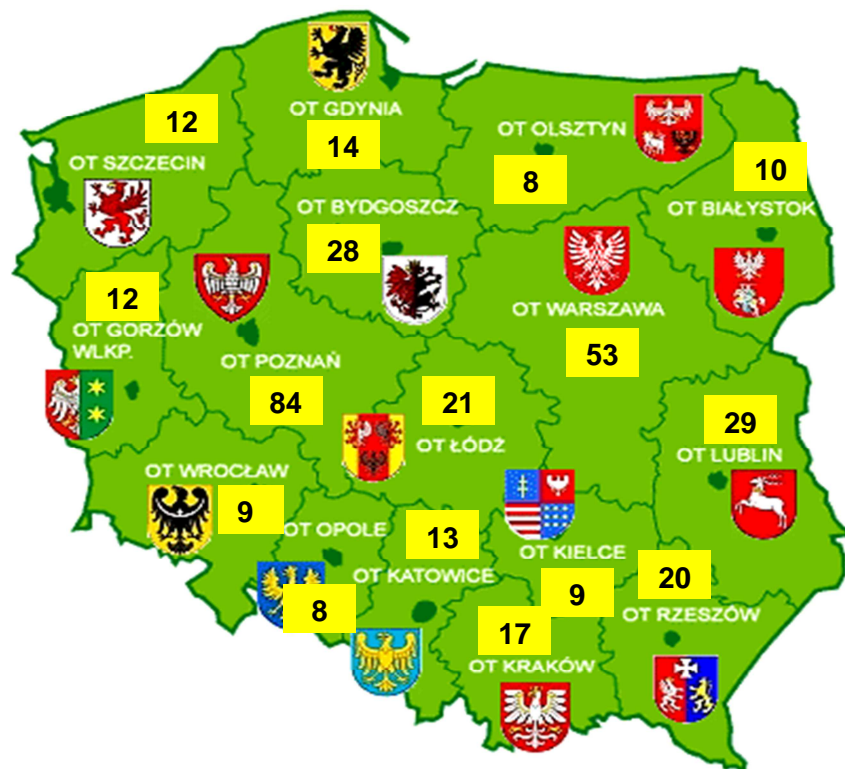 OT GDYNIA
14
12
OT SZCZECIN
OT OLSZTYN
8
10
OT BIAŁYSTOK
OT BYDGOSZCZ
28
12
OT GORZÓW
WLKP.
OT POZNAŃ
84
OT WARSZAWA
53
21
OT ŁÓDŹ
29
OT LUBLIN
OT WROCŁAW
9
OT OPOLE
8
13
OT KATOWICE
OT KIELCE
9
17
OT KRAKÓW
20
OT RZESZÓW